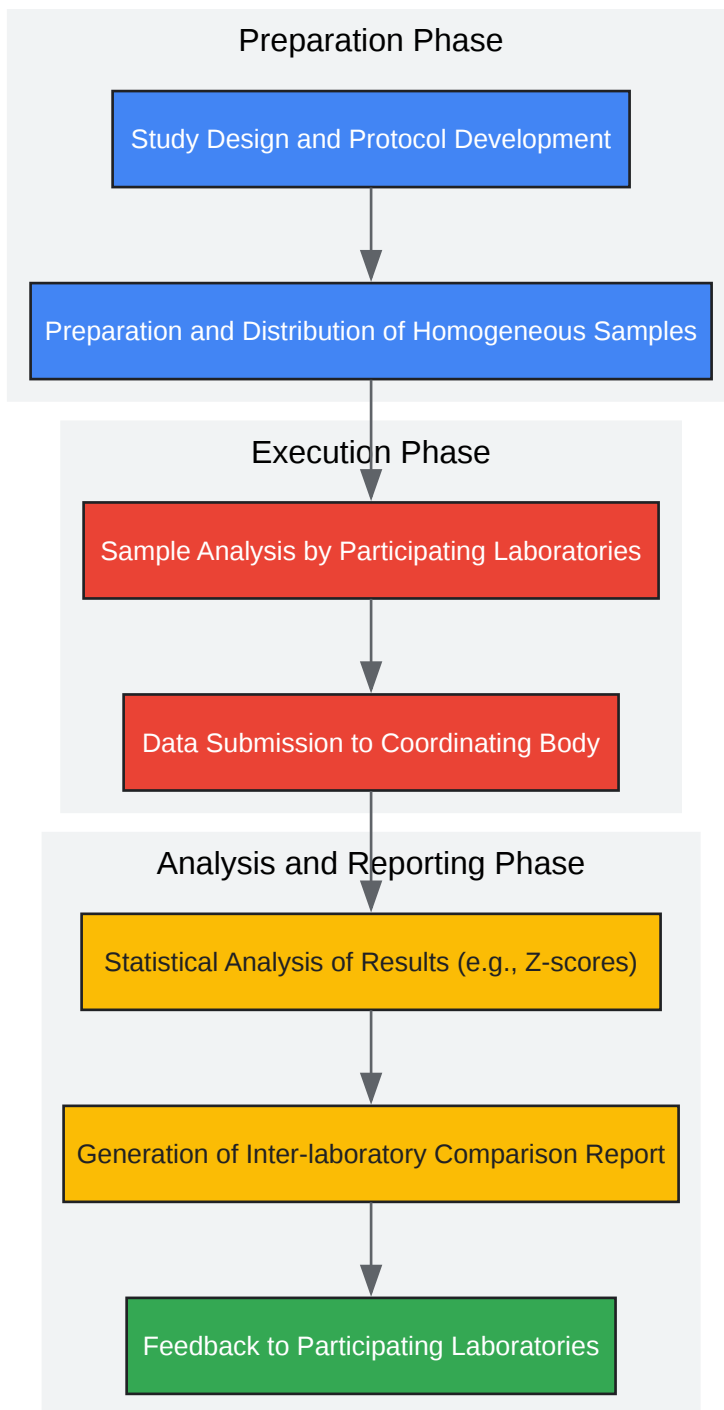 Preparation Phase
Study Design and Protocol Development
Preparation and Distribution of Homogeneous Samples
Execution Phase
Sample Analysis by Participating Laboratories
Data Submission to Coordinating Body
Analysis and Reporting Phase
Statistical Analysis of Results (e.g., Z-scores)
Generation of Inter-laboratory Comparison Report
Feedback to Participating Laboratories